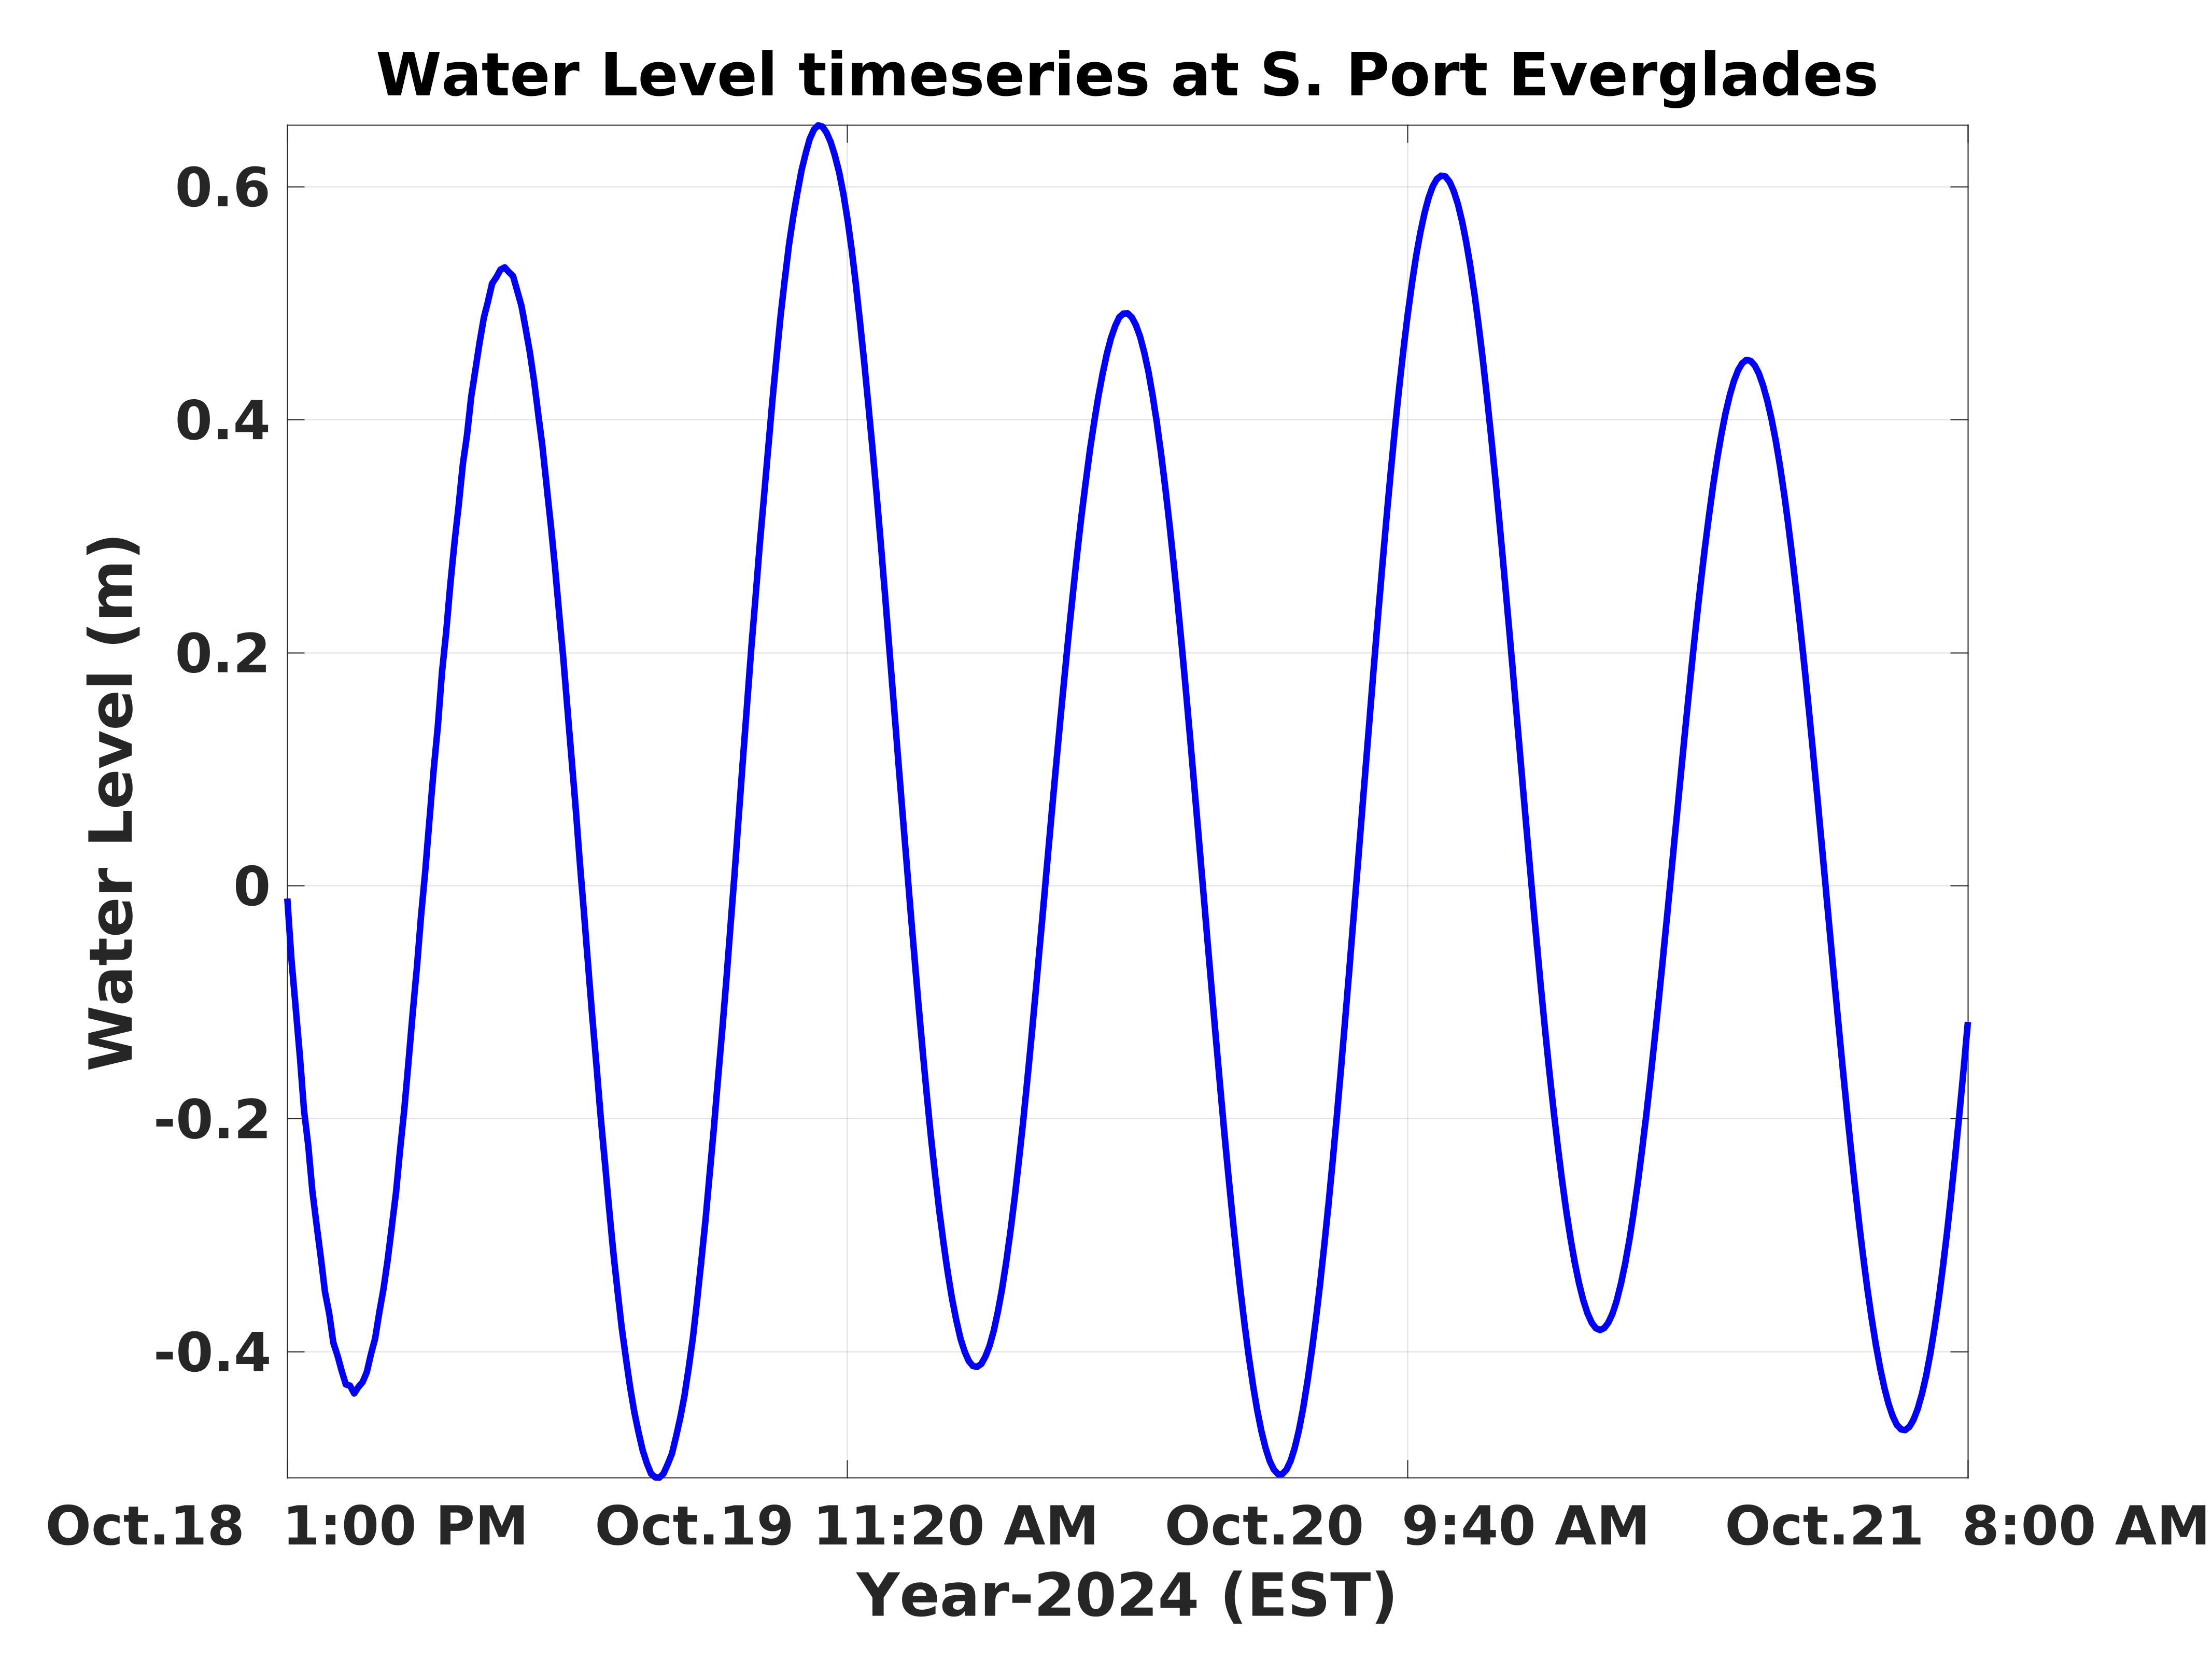 Water Level timeseries at S. Port Everglades
Water Level (m)
0.6
0.4
0.2
0
-0.2
-0.4
Oct.18 1:00 PM Oct.19 11:20 AM Oct.20 9:40 AM Oct.21 8:00 AM
Year-2024 (EST)